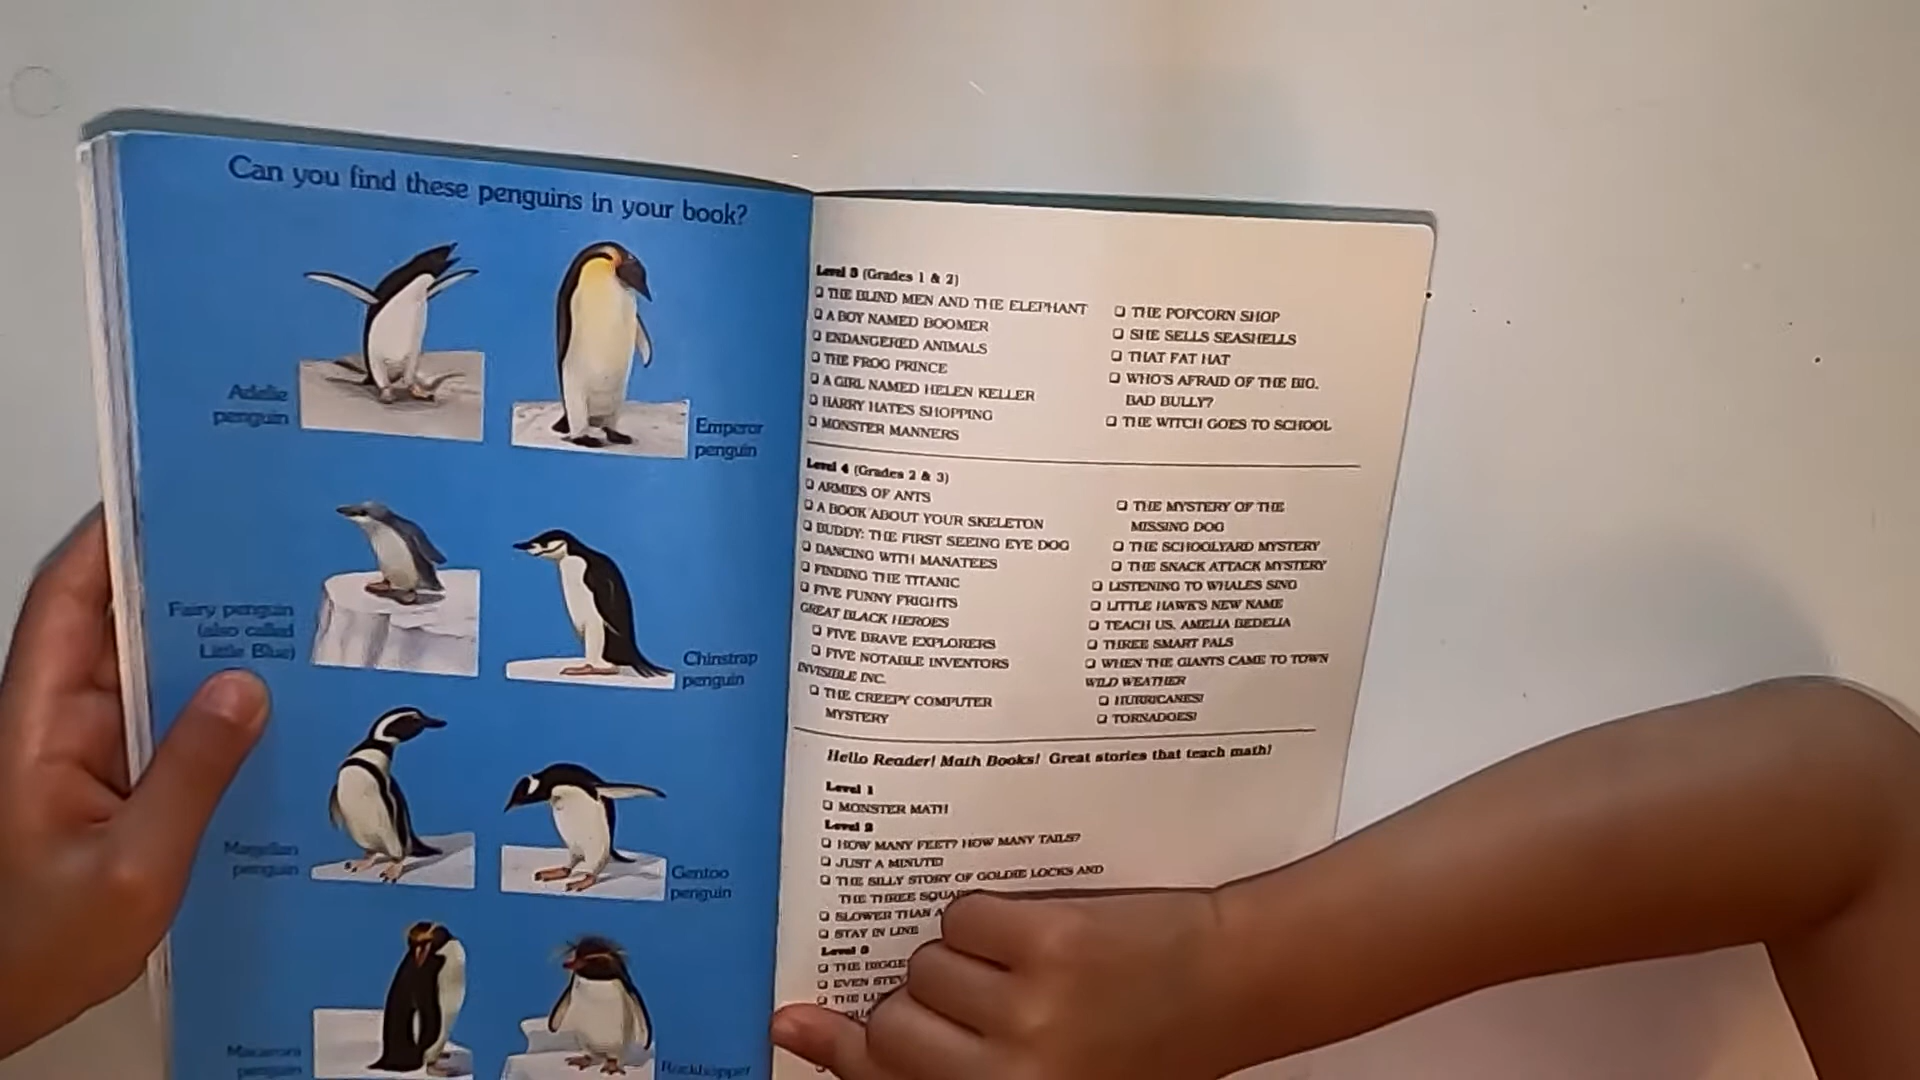 Can you find these penguins in your book?
Adelie
penguin
Emperor
penguin
Fairy penguin
(also called
Little Blue)
Chinstrap
penguin
Magellan
penguin
Gentoo
penguin
Macaroni
penguin
Rockhopper
Level 3 (Grades 1 & 2)
❑ THE BLIND MEN AND THE ELEPHANT
❑ A BOY NAMED BOOMER
❑ ENDANGERED ANIMALS
❑ THE FROG PRINCE
❑ A GIRL NAMED HELEN KELLER
❑ HARRY HATES SHOPPING
❑ MONSTER MANNERS
❑ THE POPCORN SHOP
❑ SHE SELLS SEASHELLS
❑ THAT FAT HAT
❑ WHO'S AFRAID OF THE BIG,
BAD BULLY?
❑ THE WITCH GOES TO SCHOOL
Level 4 (Grades 2 & 3)
❑ ARMIES OF ANTS
❑ A BOOK ABOUT YOUR SKELETON
❑ BUDDY: THE FIRST SEEING EYE DOG
❑ DANCING WITH MANATEES
❑ FINDING THE TITANIC
❑ FIVE FUNNY FRIGHTS
GREAT BLACK HEROES
❑ FIVE BRAVE EXPLORERS
❑ FIVE NOTABLE INVENTORS
INVISIBLE INC.
❑ THE CREEPY COMPUTER
MYSTERY
❑ THE MYSTERY OF THE
MISSING DOG
❑ THE SCHOOLYARD MYSTERY
❑ THE SNACK ATTACK MYSTERY
❑ LISTENING TO WHALES SING
❑ LITTLE HAWK'S NEW NAME
❑ TEACH US, AMELIA BEDELIA
❑ THREE SMART PALS
❑ WHEN THE GIANTS CAME TO TOWN
WILD WEATHER
❑ HURRICANES!
❑ TORNADOES!
Hello Reader! Math Books! Great stories that teach math!
Level 1
❑ MONSTER MATH
Level 2
❑ HOW MANY FEET? HOW MANY TAILS?
❑ JUST A MINUTE!
❑ THE SILLY STORY OF GOLDIE LOCKS AND
THE THREE
❑ SLOWER THAN A
❑ STAY IN LINE
Level 3
❑ THE
❑ EVEN
❑ THE